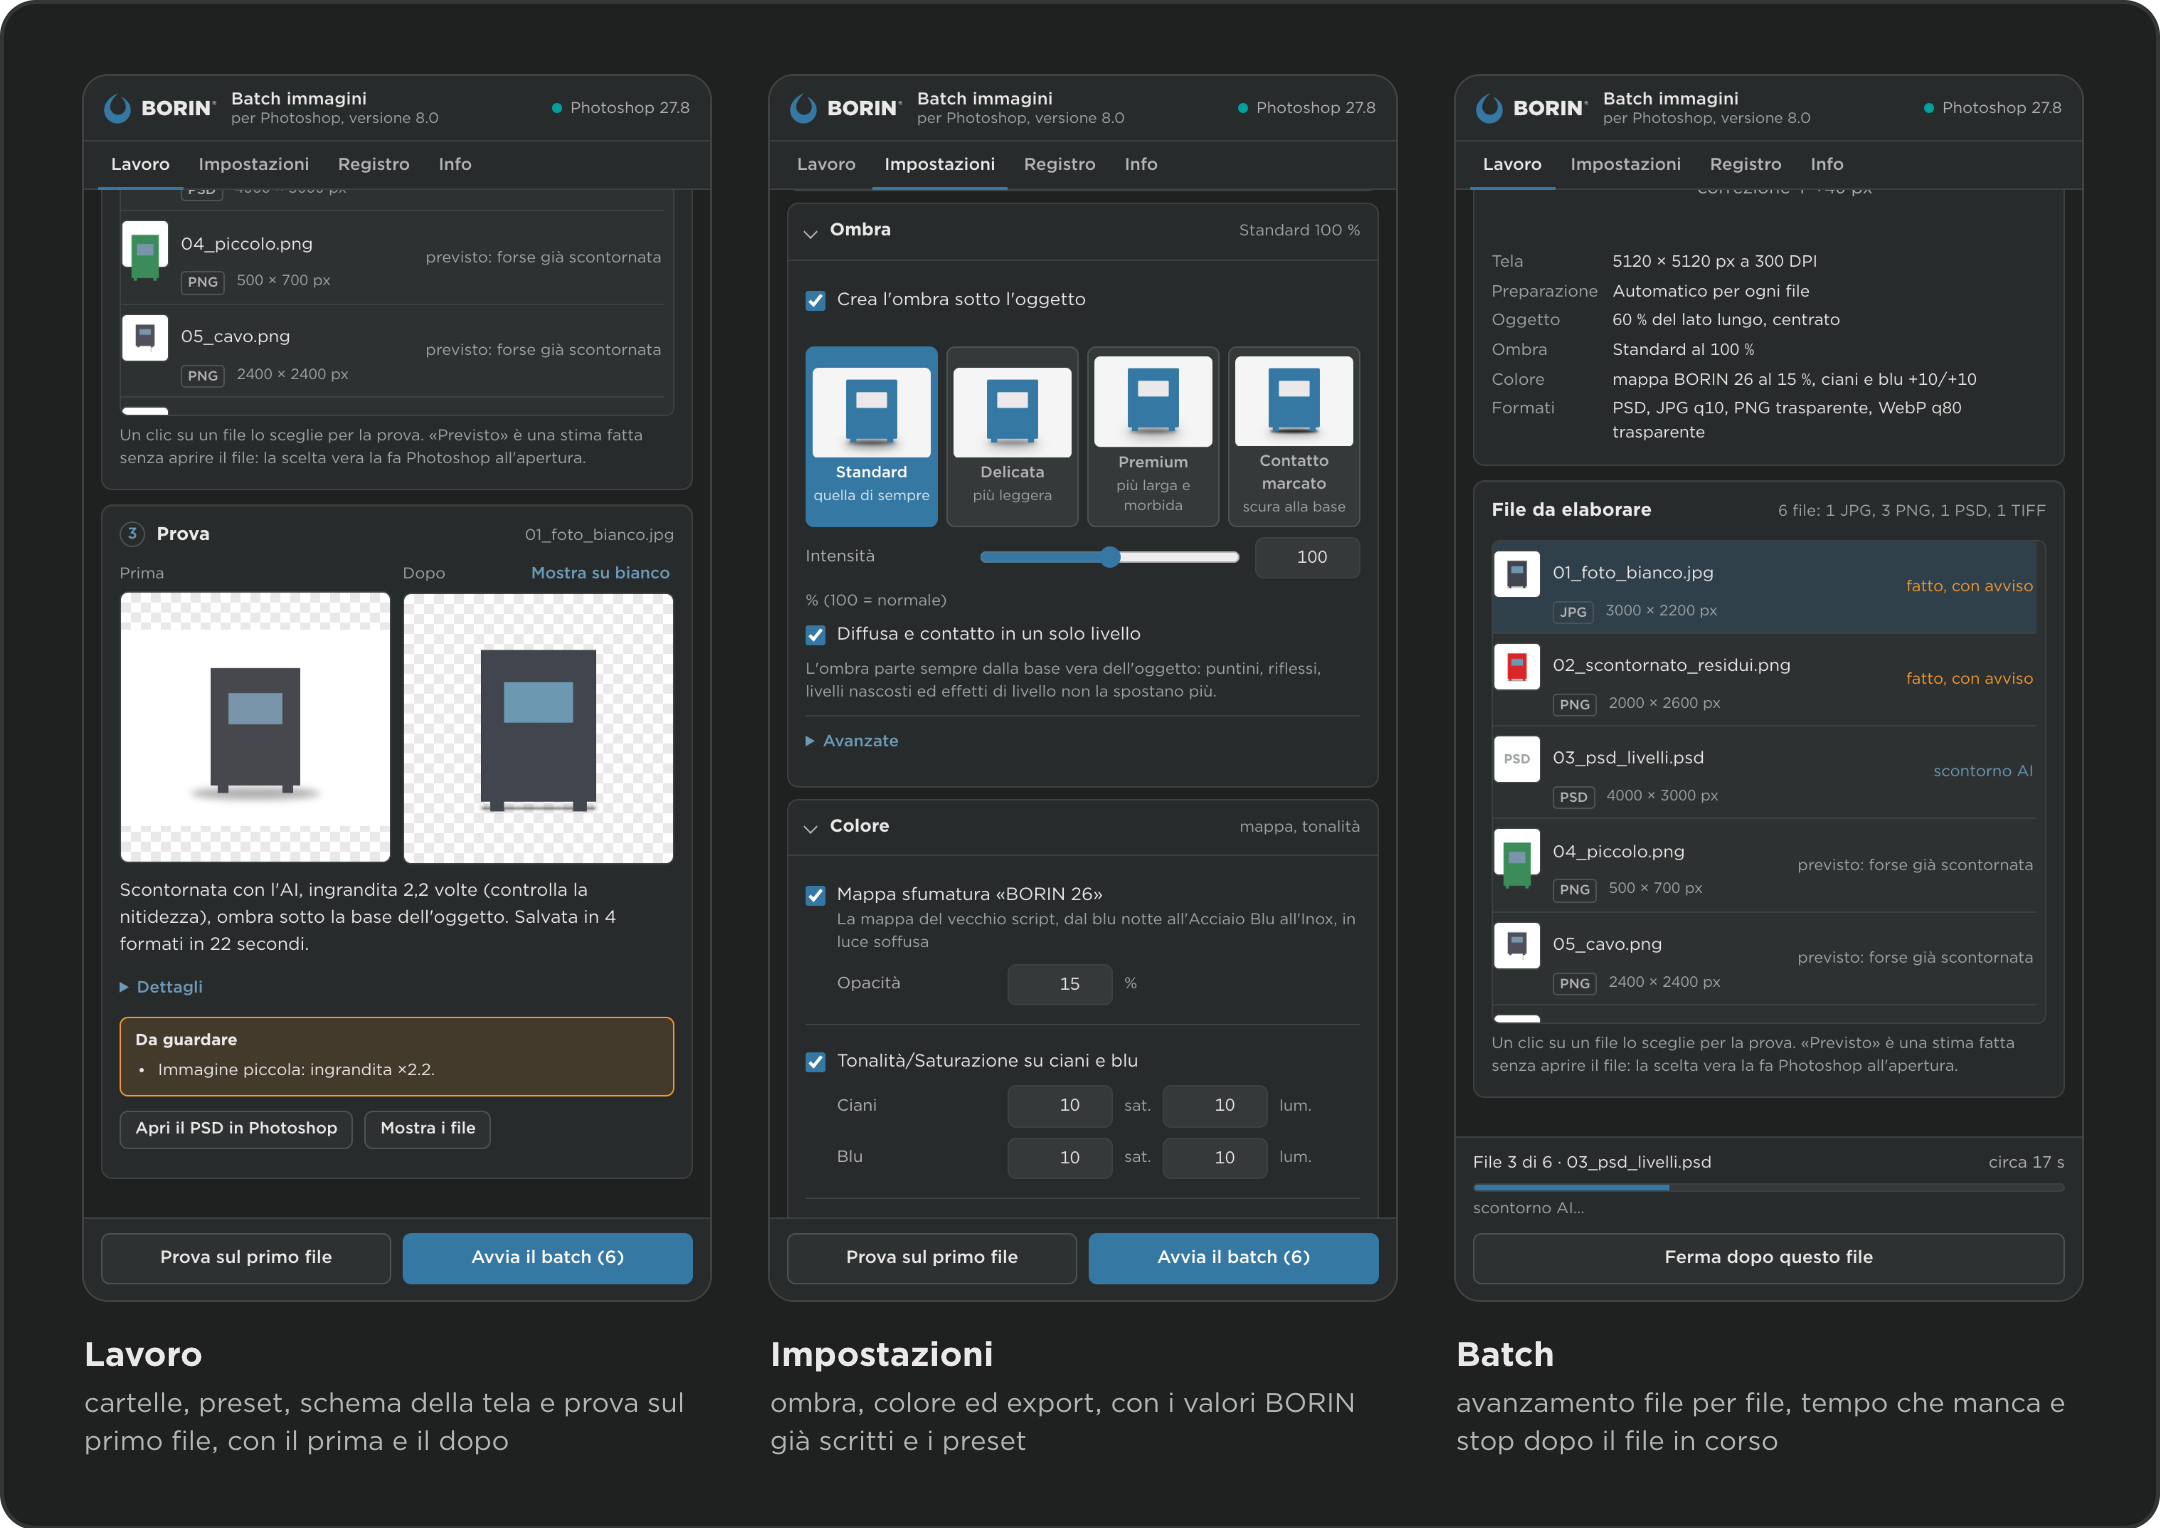 BORIN®
Batch immagini
per Photoshop, versione 8.0
Photoshop 27.8
Lavoro
Impostazioni
Registro
Info
PSD
4000 × 3000 px
04_piccolo.png
PNG
500 × 700 px
previsto: forse già scontornata
05_cavo.png
PNG
2400 × 2400 px
previsto: forse già scontornata
Un clic su un file lo sceglie per la prova. «Previsto» è una stima fatta
senza aprire il file: la scelta vera la fa Photoshop all'apertura.
3
Prova
01_foto_bianco.jpg
Prima
Dopo
Mostra su bianco
Scontornata con l'AI, ingrandita 2,2 volte (controlla la
nitidezza), ombra sotto la base dell'oggetto. Salvata in 4
formati in 22 secondi.
Dettagli
Da guardare
• Immagine piccola: ingrandita ×2.2.
Apri il PSD in Photoshop
Mostra i file
Prova sul primo file
Avvia il batch (6)
Lavoro
cartelle, preset, schema della tela e prova sul
primo file, con il prima e il dopo
BORIN®
Batch immagini
per Photoshop, versione 8.0
Photoshop 27.8
Lavoro
Impostazioni
Registro
Info
Ombra
Standard 100 %
Crea l'ombra sotto l'oggetto
Standard
quella di sempre
Delicata
più leggera
Premium
più larga e
morbida
Contatto
marcato
scura alla base
Intensità
100
% (100 = normale)
Diffusa e contatto in un solo livello
L'ombra parte sempre dalla base vera dell'oggetto: puntini, riflessi,
livelli nascosti ed effetti di livello non la spostano più.
Avanzate
Colore
mappa, tonalità
Mappa sfumatura «BORIN 26»
La mappa del vecchio script, dal blu notte all'Acciaio Blu all'Inox, in
luce soffusa
Opacità
15
%
Tonalità/Saturazione su ciani e blu
Ciani
10
sat.
10
lum.
Blu
10
sat.
10
lum.
Prova sul primo file
Avvia il batch (6)
Impostazioni
ombra, colore ed export, con i valori BORIN
già scritti e i preset
BORIN®
Batch immagini
per Photoshop, versione 8.0
Photoshop 27.8
Lavoro
Impostazioni
Registro
Info
correzione Y +40 px
Tela
5120 × 5120 px a 300 DPI
Preparazione
Automatico per ogni file
Oggetto
60 % del lato lungo, centrato
Ombra
Standard al 100 %
Colore
mappa BORIN 26 al 15 %, ciani e blu +10/+10
Formati
PSD, JPG q10, PNG trasparente, WebP q80
trasparente
File da elaborare
6 file: 1 JPG, 3 PNG, 1 PSD, 1 TIFF
01_foto_bianco.jpg
JPG
3000 × 2200 px
fatto, con avviso
02_scontornato_residui.png
PNG
2000 × 2600 px
fatto, con avviso
PSD
03_psd_livelli.psd
PSD
4000 × 3000 px
scontorno AI
04_piccolo.png
PNG
500 × 700 px
previsto: forse già scontornata
05_cavo.png
PNG
2400 × 2400 px
previsto: forse già scontornata
Un clic su un file lo sceglie per la prova. «Previsto» è una stima fatta
senza aprire il file: la scelta vera la fa Photoshop all'apertura.
File 3 di 6 · 03_psd_livelli.psd
circa 17 s
scontorno AI...
Ferma dopo questo file
Batch
avanzamento file per file, tempo che manca e
stop dopo il file in corso